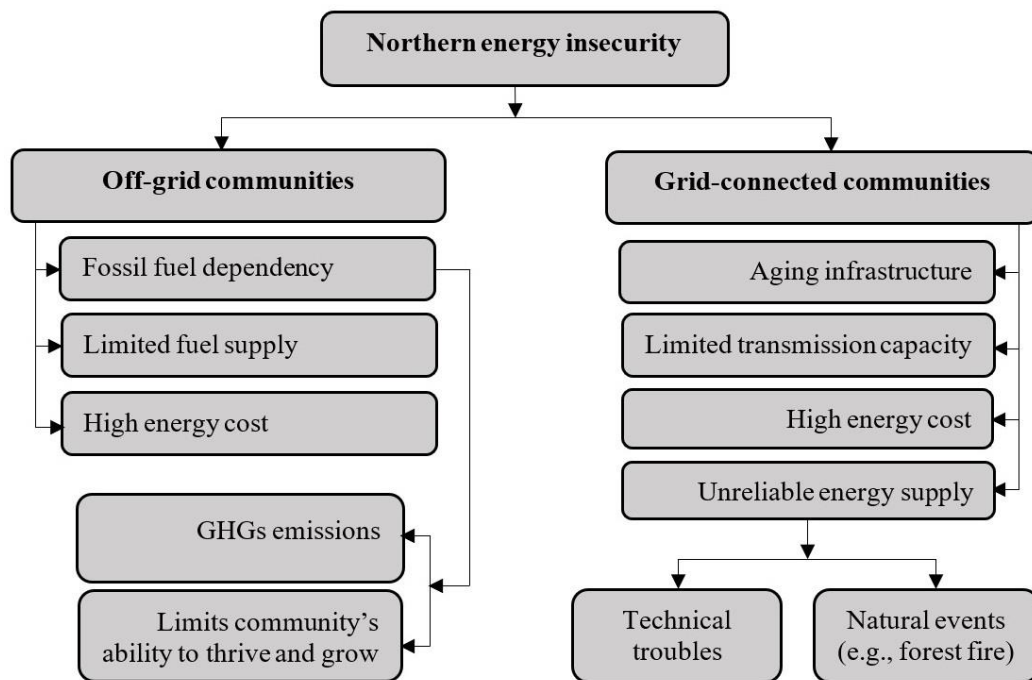 Northern energy insecurity
Off-grid communities
Fossil fuel dependency
Limited fuel supply
High energy cost
GHGs emissions
Limits community’s
ability to thrive and grow
Grid-connected communities
Aging infrastructure
Limited transmission capacity
High energy cost
Unreliable energy supply
Technical
troubles
Natural events
(e.g., forest fire)